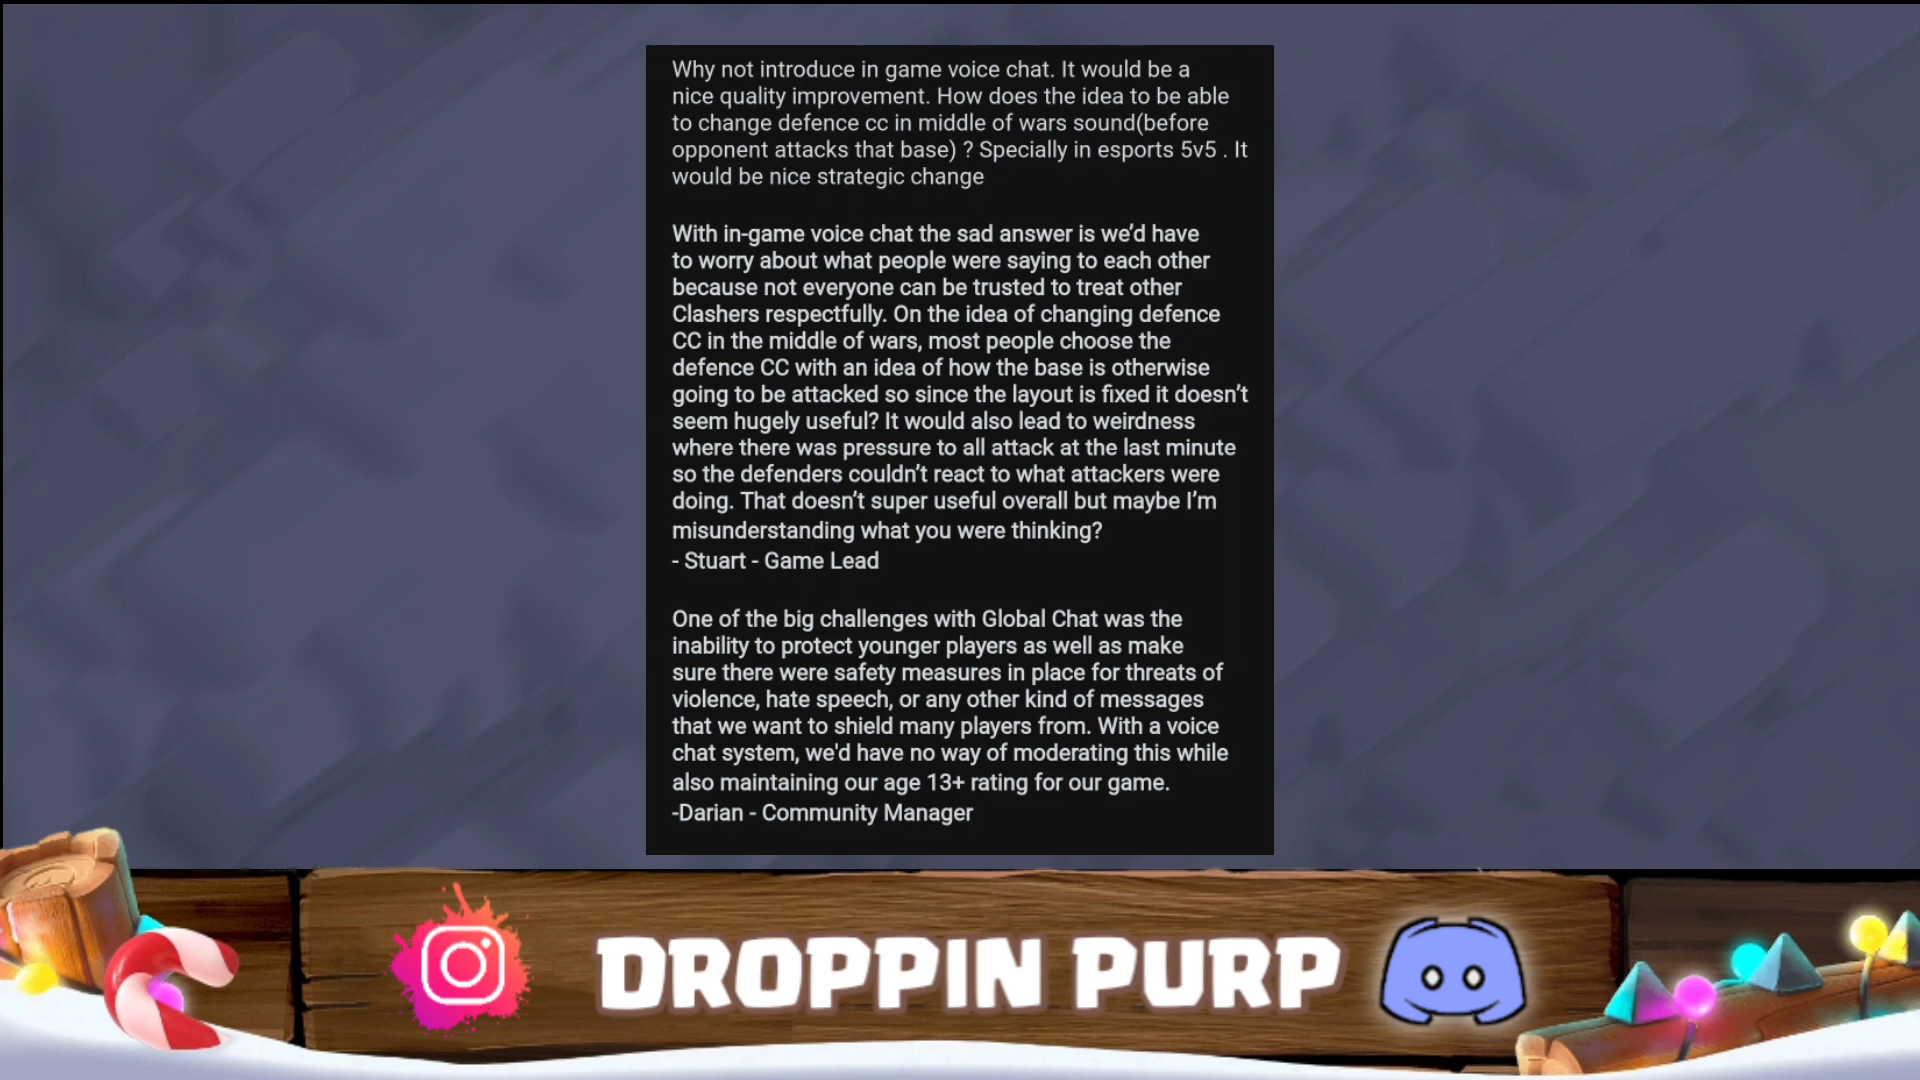 Why not introduce in game voice chat. It would be a
nice quality improvement. How does the idea to be able
to change defence cc in middle of wars sound(before
opponent attacks that base) ? Specially in esports 5v5 . It
would be nice strategic change
With in-game voice chat the sad answer is we’d have
to worry about what people were saying to each other
because not everyone can be trusted to treat other
Clashers respectfully. On the idea of changing defence
CC in the middle of wars, most people choose the
defence CC with an idea of how the base is otherwise
going to be attacked so since the layout is fixed it doesn’t
seem hugely useful? It would also lead to weirdness
where there was pressure to all attack at the last minute
so the defenders couldn’t react to what attackers were
doing. That doesn’t super useful overall but maybe I’m
misunderstanding what you were thinking?
- Stuart - Game Lead
One of the big challenges with Global Chat was the
inability to protect younger players as well as make
sure there were safety measures in place for threats of
violence, hate speech, or any other kind of messages
that we want to shield many players from. With a voice
chat system, we'd have no way of moderating this while
also maintaining our age 13+ rating for our game.
-Darian - Community Manager
DROPPIN PURP